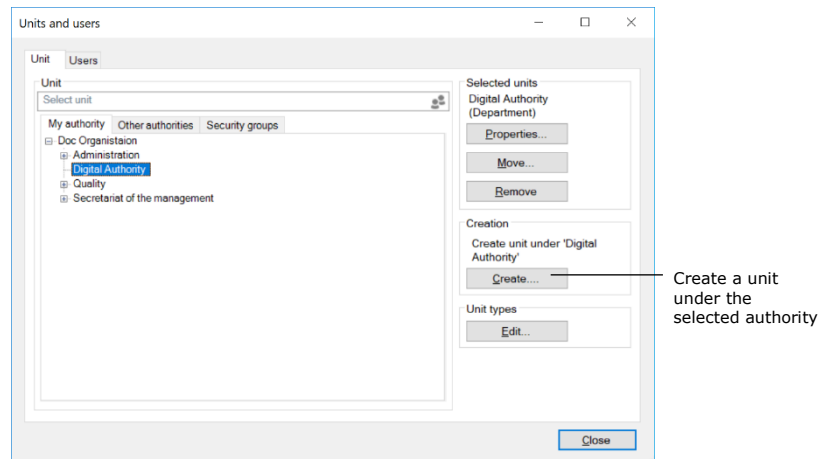 Units and users
Unit
Users
Unit
Select unit
My authority
Other authorities
Security groups
Doc Organistaion
Administration
Digital Authority
Quality
Secretariat of the management
Selected units
Digital Authority
(Department)
Properties...
Move...
Remove
Creation
Create unit under 'Digital
Authority'
Create....
Unit types
Edit...
Close
Create a unit
under the
selected authority